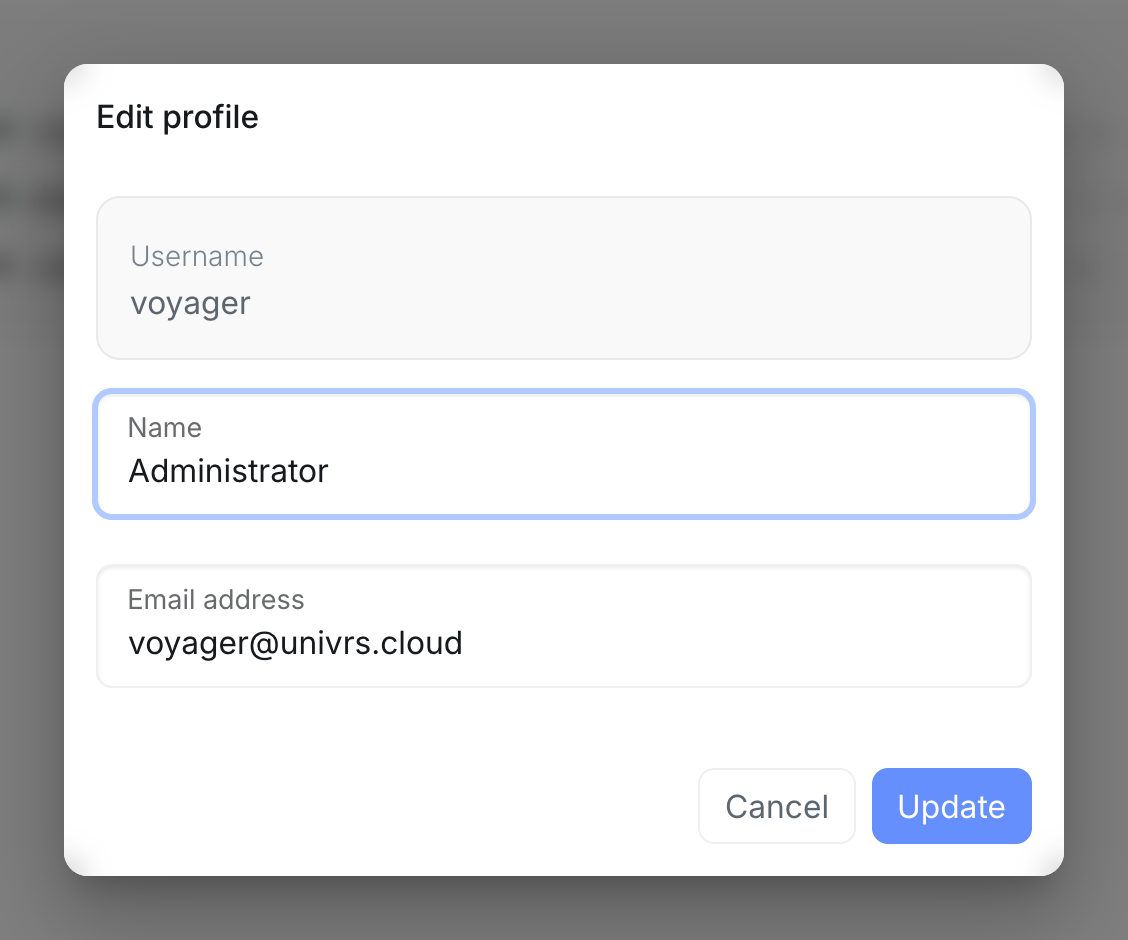 Edit profile
Username
voyager
Name
Administrator
Email address
voyager@univrs.cloud
Cancel
Update